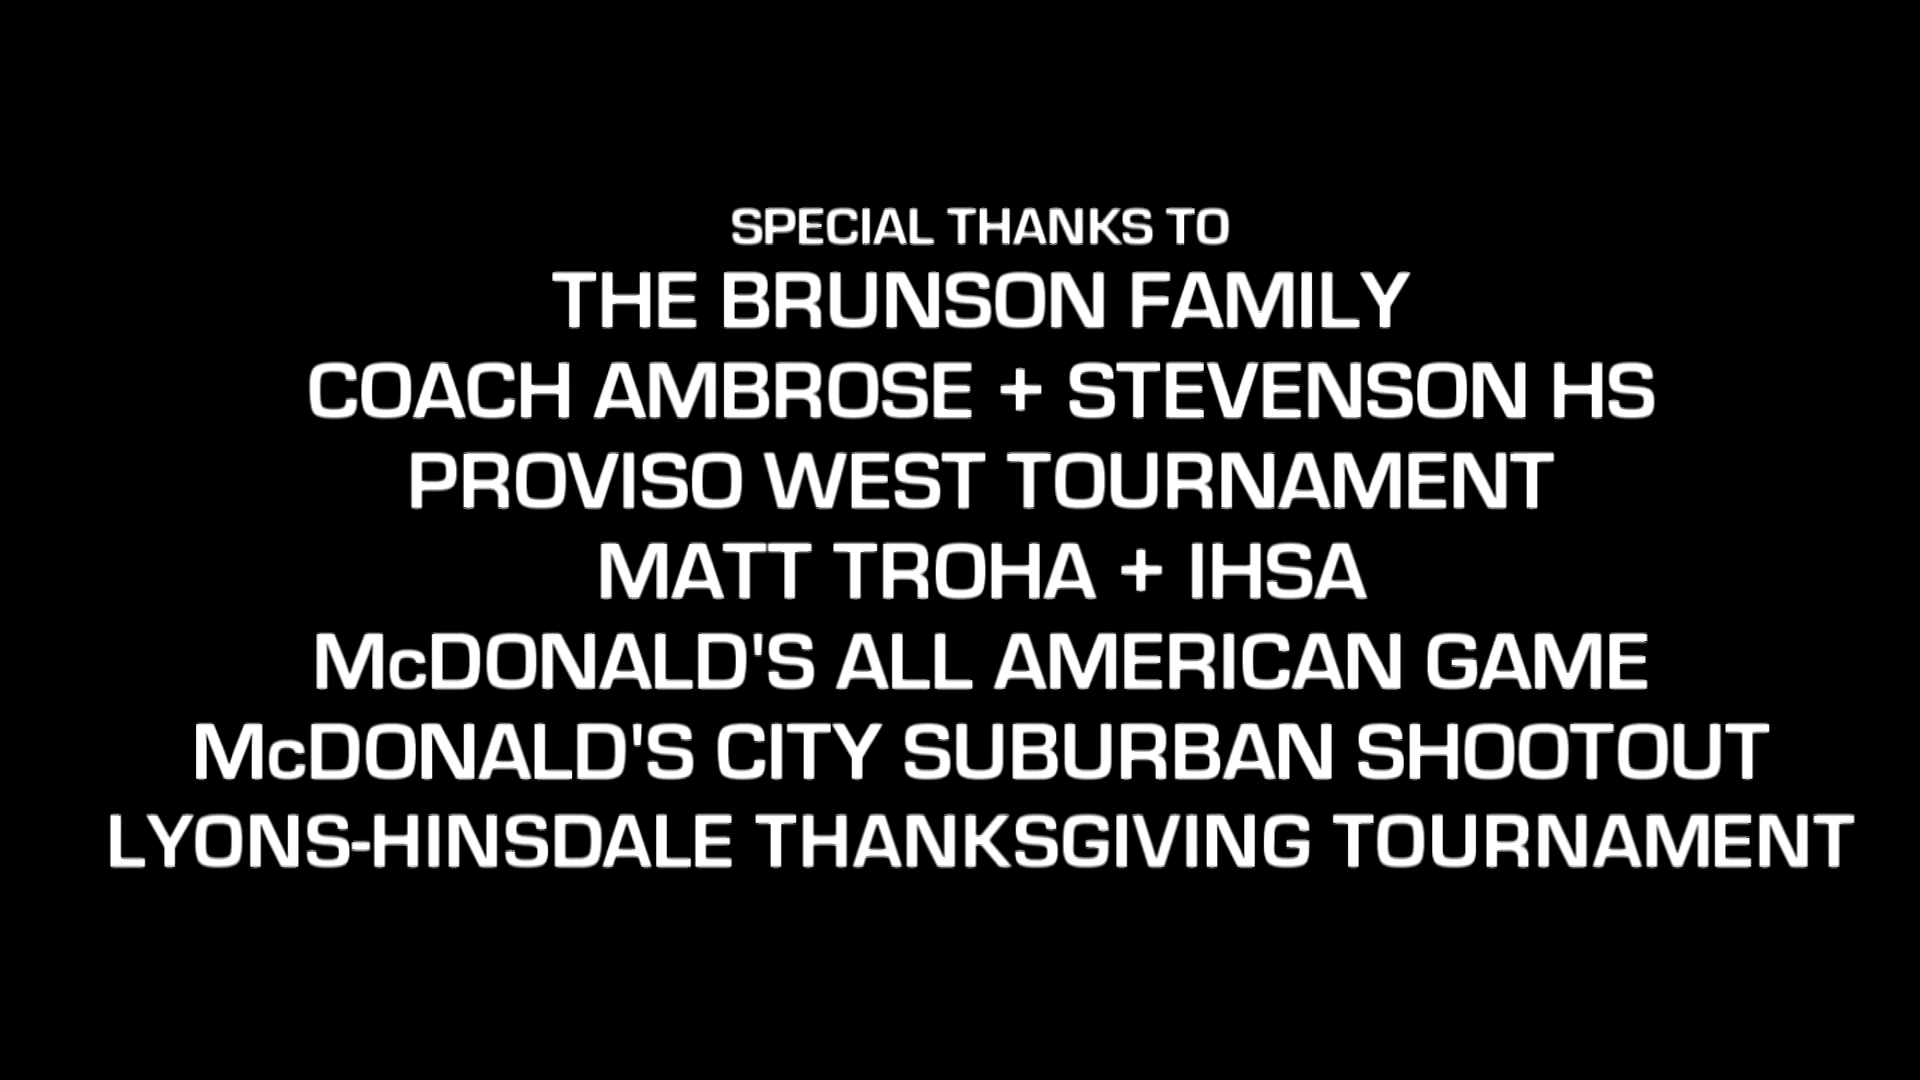 SPECIAL THANKS TO
THE BRUNSON FAMILY
COACH AMBROSE + STEVENSON HS
PROVISO WEST TOURNAMENT
MATT TROHA + IHSA
McDONALD'S ALL AMERICAN GAME
McDONALD'S CITY SUBURBAN SHOOTOUT
LYONS-HINSDALE THANKSGIVING TOURNAMENT